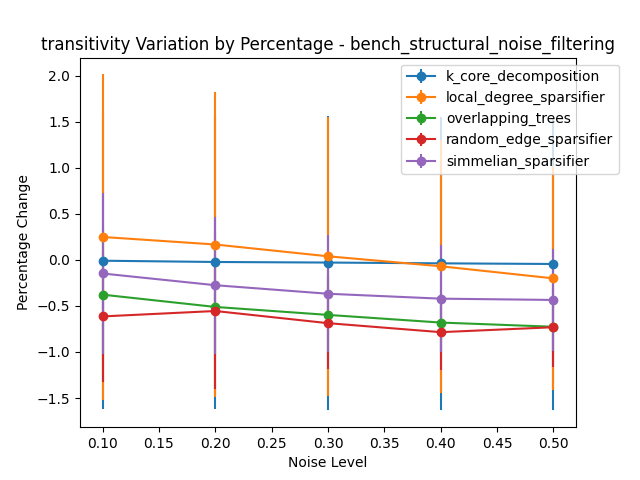 transitivity Variation by Percentage - bench_structural_noise_filtering
k_core_decomposition
local_degree_sparsifier
overlapping_trees
random_edge_sparsifier
simmelian_sparsifier
Percentage Change
2.0
1.5
1.0
0.5
0.0
−0.5
−1.0
−1.5
0.10 0.15 0.20 0.25 0.30 0.35 0.40 0.45 0.50
Noise Level